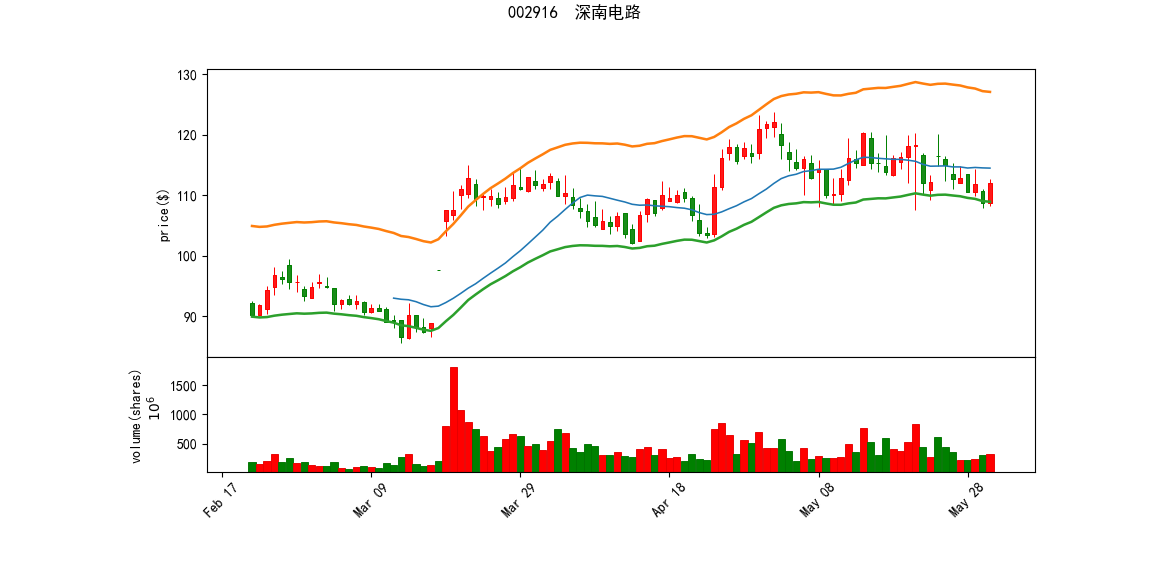 002916 深南电路
130
120
110
100
90
price($)
1500
1000
500
volume(shares)
10^6
Feb 17
Mar 09
Mar 29
Apr 18
May 08
May 28